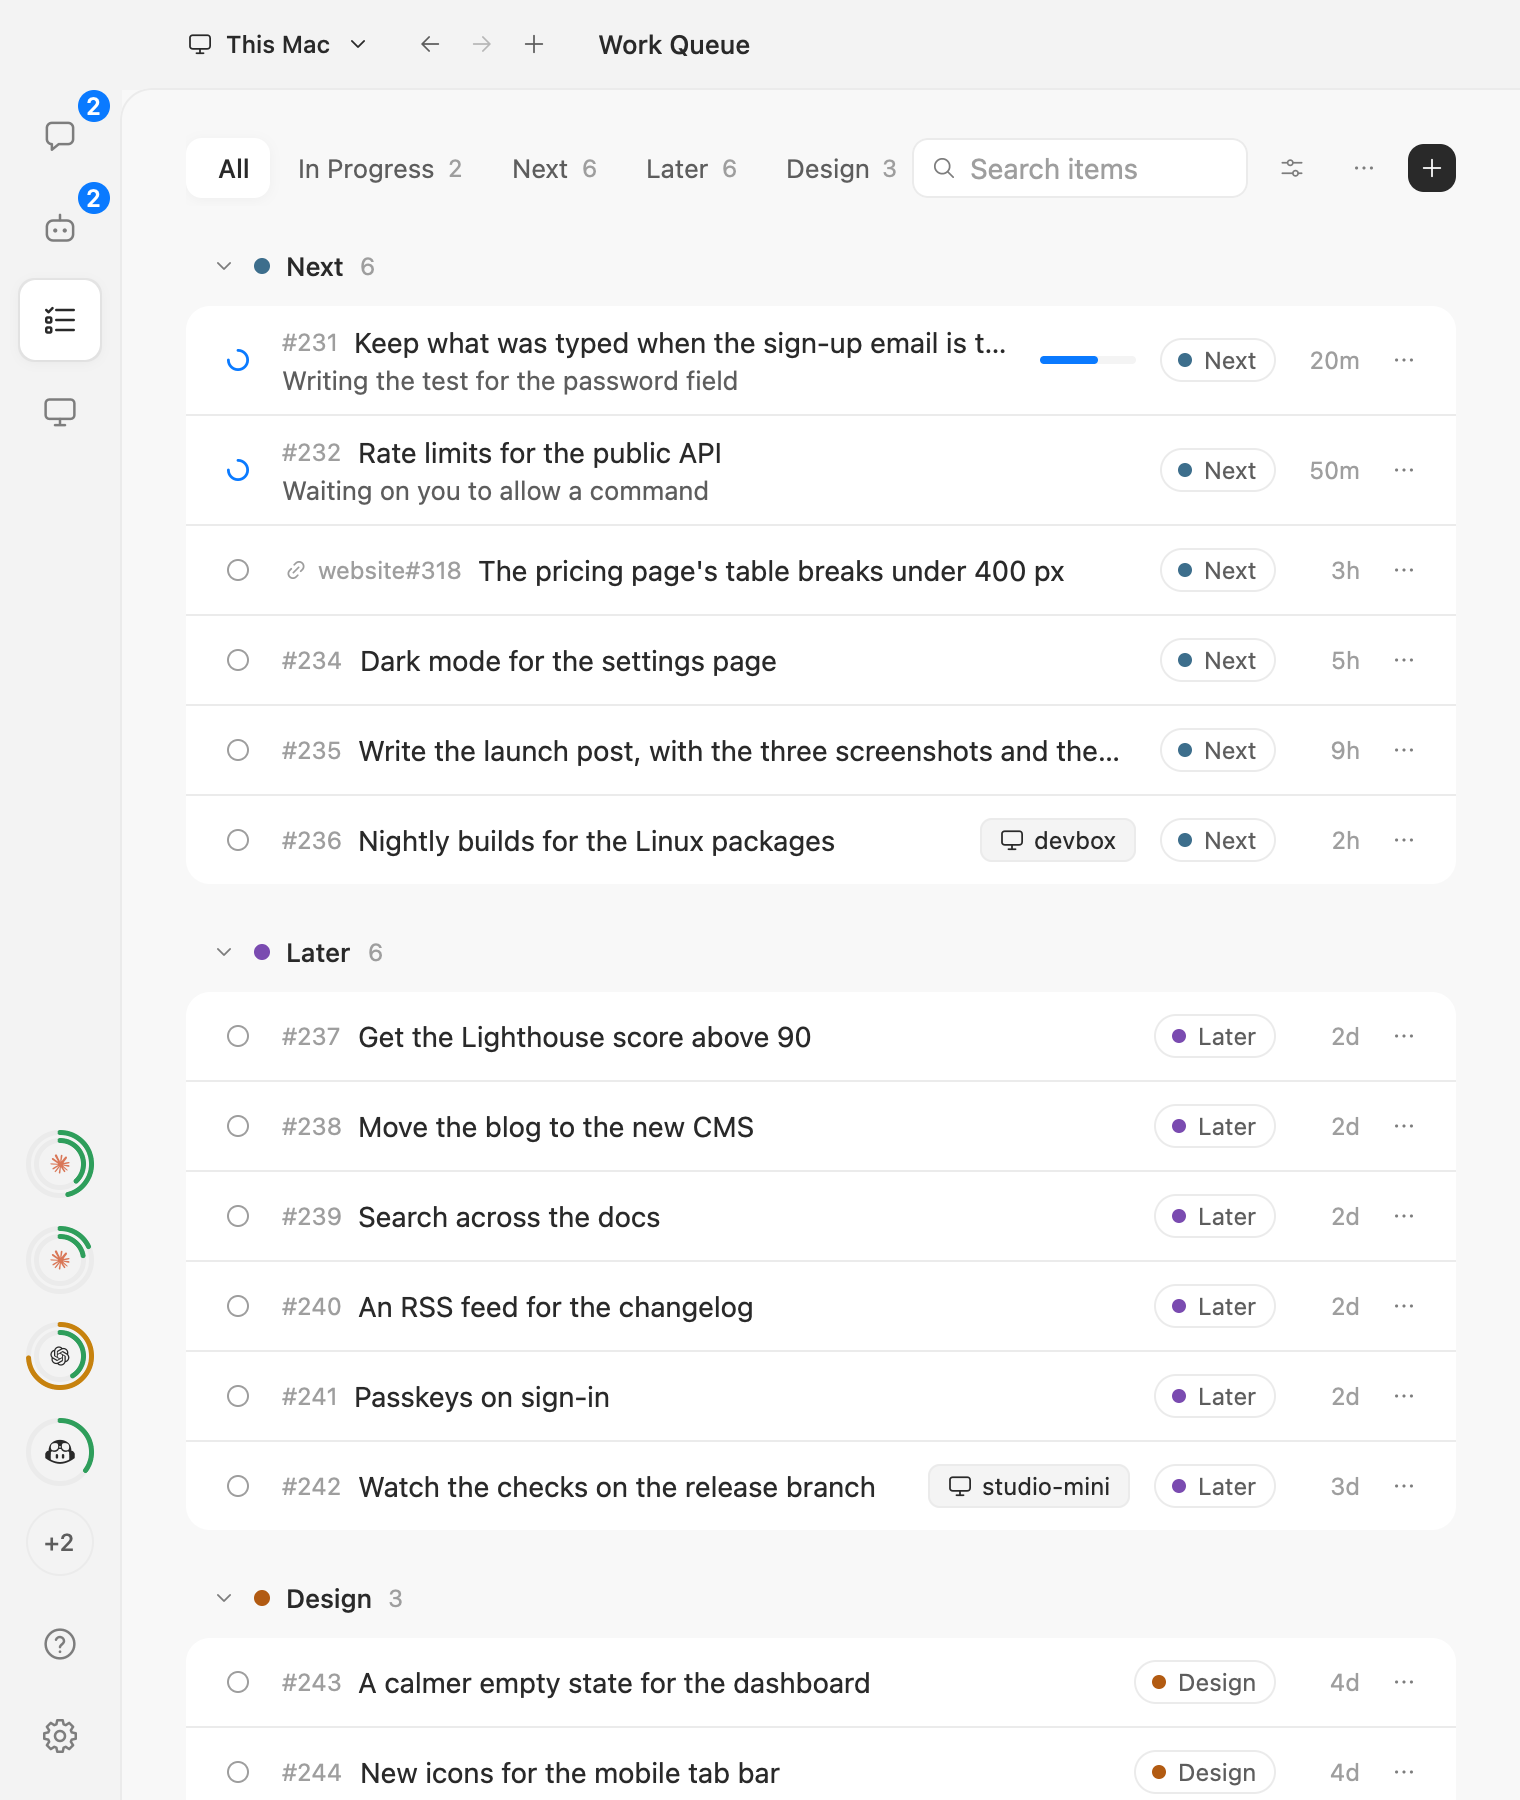 This Mac
Work Queue
2
2
All
In Progress 2
Next 6
Later 6
Design 3
Search items
Next 6
#231 Keep what was typed when the sign-up email is t...
Writing the test for the password field
Next
20m
#232 Rate limits for the public API
Waiting on you to allow a command
Next
50m
website#318 The pricing page's table breaks under 400 px
Next
3h
#234 Dark mode for the settings page
Next
5h
#235 Write the launch post, with the three screenshots and the...
Next
9h
#236 Nightly builds for the Linux packages
devbox
Next
2h
Later 6
#237 Get the Lighthouse score above 90
Later
2d
#238 Move the blog to the new CMS
Later
2d
#239 Search across the docs
Later
2d
#240 An RSS feed for the changelog
Later
2d
#241 Passkeys on sign-in
Later
2d
#242 Watch the checks on the release branch
studio-mini
Later
3d
+2
Design 3
#243 A calmer empty state for the dashboard
Design
4d
#244 New icons for the mobile tab bar
Design
4d